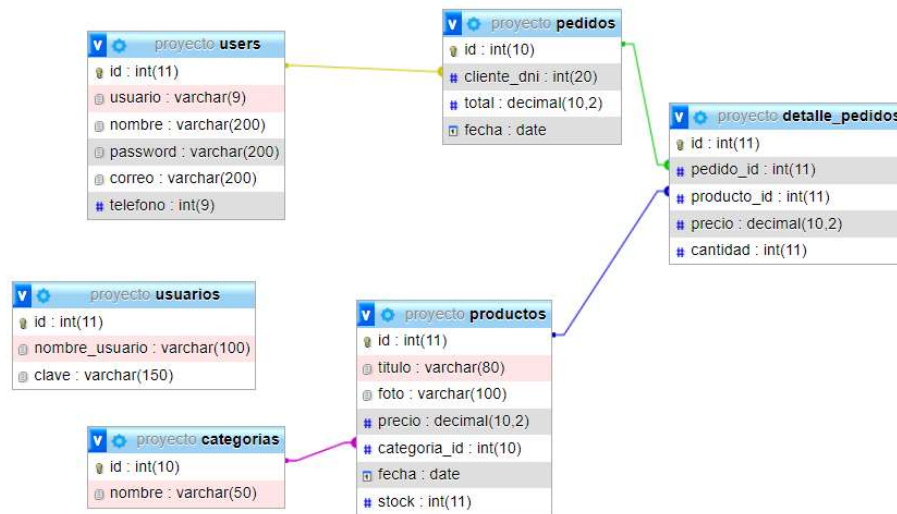 proyecto users
id : int(11)
usuario : varchar(9)
nombre : varchar(200)
password : varchar(200)
correo : varchar(200)
telefono : int(9)
proyecto pedidos
id : int(10)
cliente_dni : int(20)
total : decimal(10,2)
fecha : date
proyecto detalle_pedidos
id : int(11)
pedido_id : int(11)
producto_id : int(11)
precio : decimal(10,2)
cantidad : int(11)
proyecto usuarios
id : int(11)
nombre_usuario : varchar(100)
clave : varchar(150)
proyecto productos
id : int(11)
titulo : varchar(80)
foto : varchar(100)
precio : decimal(10,2)
categoria_id : int(10)
fecha : date
stock : int(11)
proyecto categorias
id : int(10)
nombre : varchar(50)